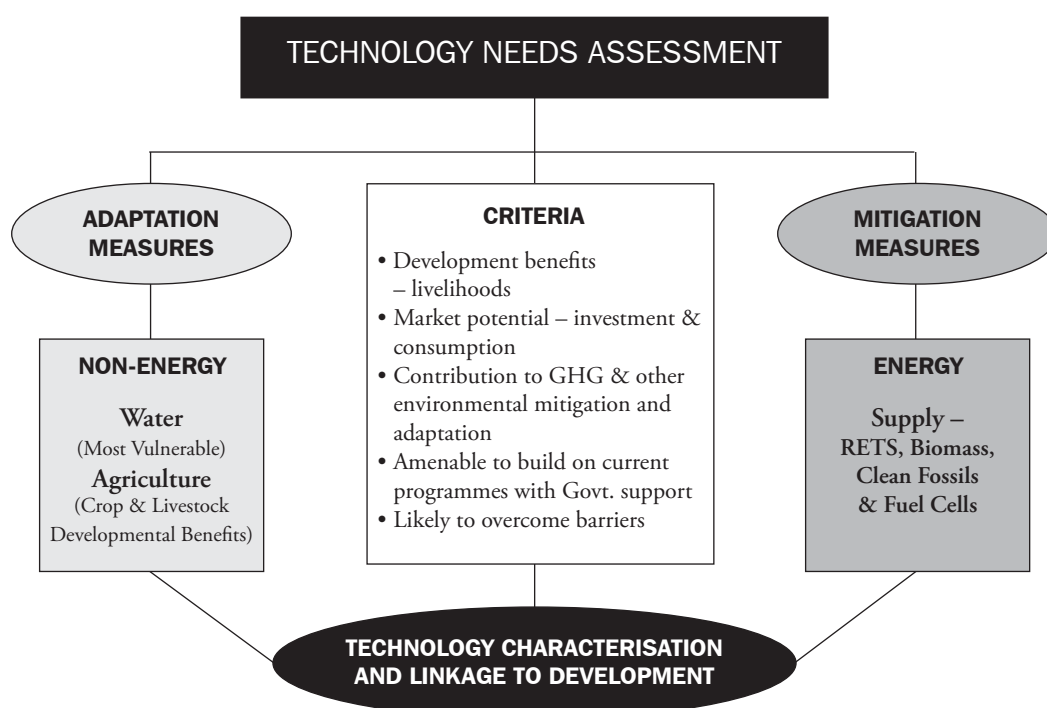 TECHNOLOGY NEEDS ASSESSMENT
ADAPTATION
MEASURES
NON-ENERGY
Water
(Most Vulnerable)
Agriculture
(Crop & Livestock
Developmental Benefits)
CRITERIA
• Development benefits
– livelihoods
• Market potential – investment &
consumption
• Contribution to GHG & other
environmental mitigation and
adaptation
• Amenable to build on current
programmes with Govt. support
• Likely to overcome barriers
MITIGATION
MEASURES
ENERGY
Supply –
RETS, Biomass,
Clean Fossils
& Fuel Cells
TECHNOLOGY CHARACTERISATION
AND LINKAGE TO DEVELOPMENT